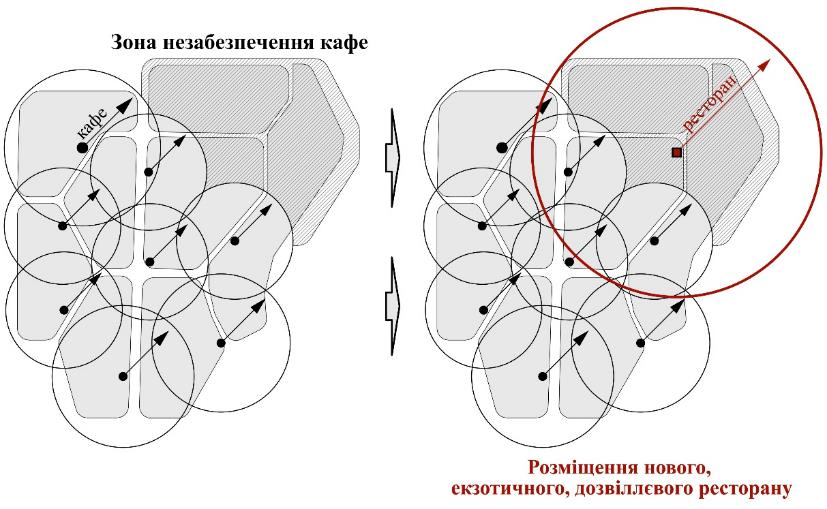 Зона незабезпечення кафе
кафе
ресторан
Розміщення нового,
екзотичного, дозвіллєвого ресторану